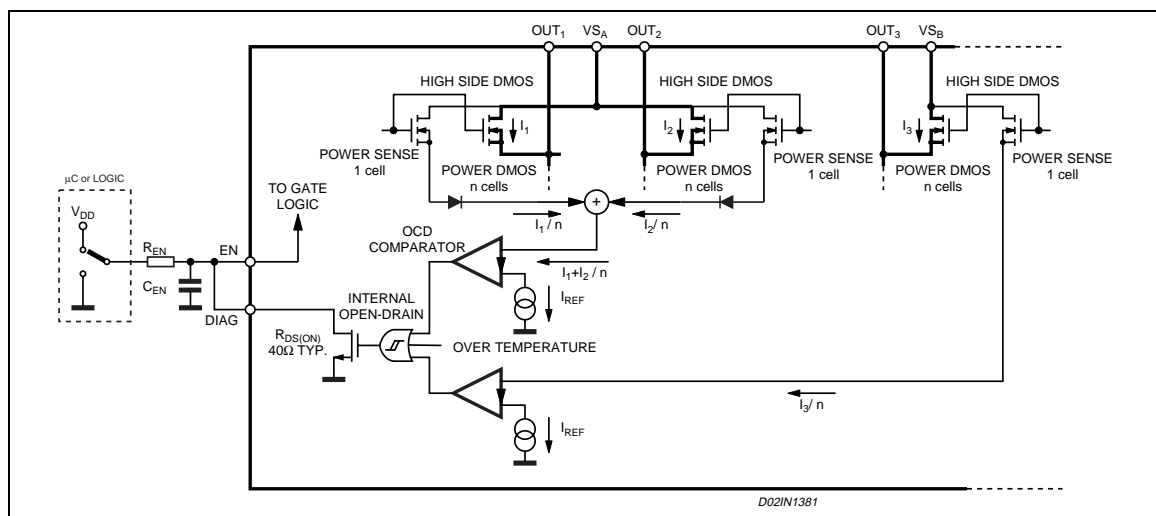 OUT1 VSA OUT2 OUT3 VSB
HIGH SIDE DMOS
HIGH SIDE DMOS
HIGH SIDE DMOS
I1
I2
I3
POWER SENSE
1 cell
POWER DMOS
n cells
POWER DMOS
n cells
POWER SENSE
1 cell
POWER DMOS
n cells
POWER SENSE
1 cell
μC or LOGIC
VDD
REN
CEN
EN
DIAG
TO GATE
LOGIC
+
I1/ n
I2/ n
OCD
COMPARATOR
I1+I2 / n
IREF
INTERNAL
OPEN-DRAIN
RDS(ON)
40Ω TYP.
OVER TEMPERATURE
I3/ n
IREF
D02IN1381